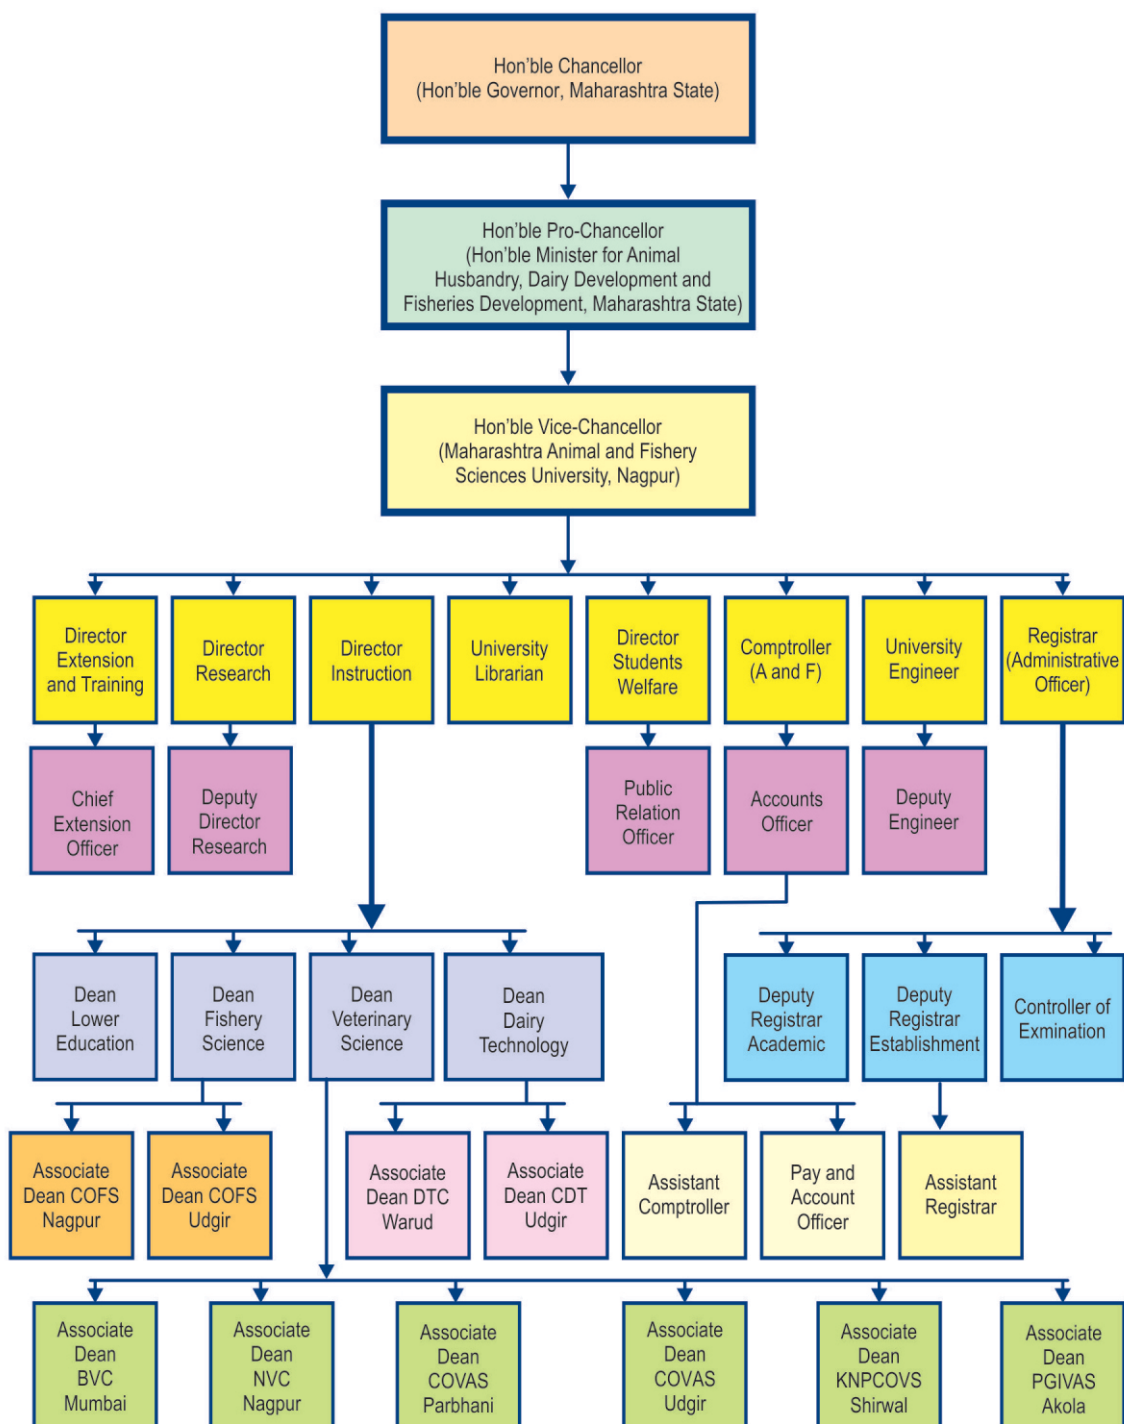 Hon'ble Chancellor
(Hon'ble Governor, Maharashtra State)
Hon'ble Pro-Chancellor
(Hon'ble Minister for Animal
Husbandry, Dairy Development and
Fisheries Development, Maharashtra State)
Hon'ble Vice-Chancellor
(Maharashtra Animal and Fishery
Sciences University, Nagpur)
Director
Extension
and Training
Director
Research
Director
Instruction
University
Librarian
Director
Students
Welfare
Comptroller
(A and F)
University
Engineer
Registrar
(Administrative
Officer)
Chief
Extension
Officer
Deputy
Director
Research
Public
Relation
Officer
Accounts
Officer
Deputy
Engineer
Dean
Lower
Education
Dean
Fishery
Science
Dean
Veterinary
Science
Dean
Dairy
Technology
Deputy
Registrar
Academic
Deputy
Registrar
Establishment
Controller of
Exmination
Associate
Dean COFS
Nagpur
Associate
Dean COFS
Udgir
Associate
Dean DTC
Warud
Associate
Dean CDT
Udgir
Assistant
Comptroller
Pay and
Account
Officer
Assistant
Registrar
Associate
Dean
BVC
Mumbai
Associate
Dean
NVC
Nagpur
Associate
Dean
COVAS
Parbhani
Associate
Dean
COVAS
Udgir
Associate
Dean
KNPCOVS
Shirwal
Associate
Dean
PGIVAS
Akola